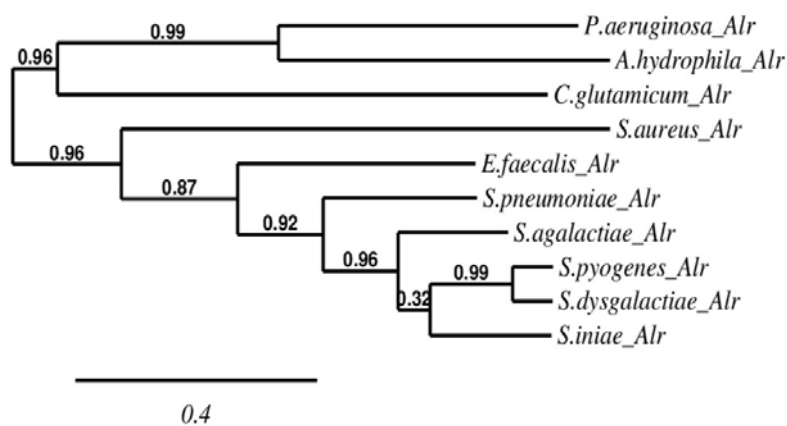 P.aeruginosa_Alr
0.99
0.96
A.hydrophila_Alr
C.glutamicum_Alr
S.aureus_Alr
0.96
E.faecalis_Alr
0.87
S.pneumoniae_Alr
0.92
S.agalactiae_Alr
0.96
S.pyogenes_Alr
0.99
0.32
S.dysgalactiae_Alr
S.iniae_Alr
0.4